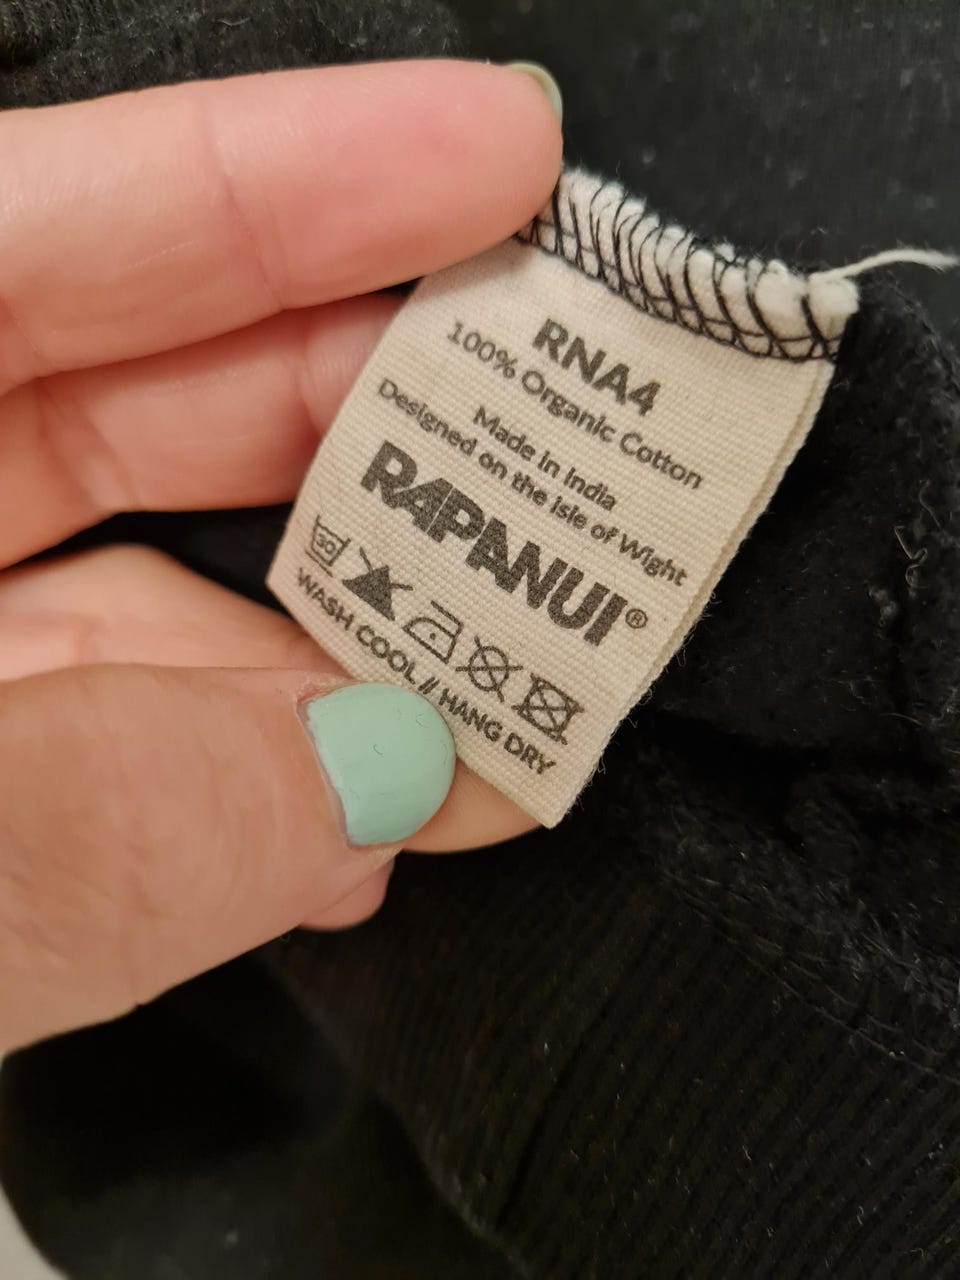 RNA4
100% Organic Cotton
Made in India
Designed on the isle of Wight
RAPANUI®
30
WASH COOL // HANG DRY